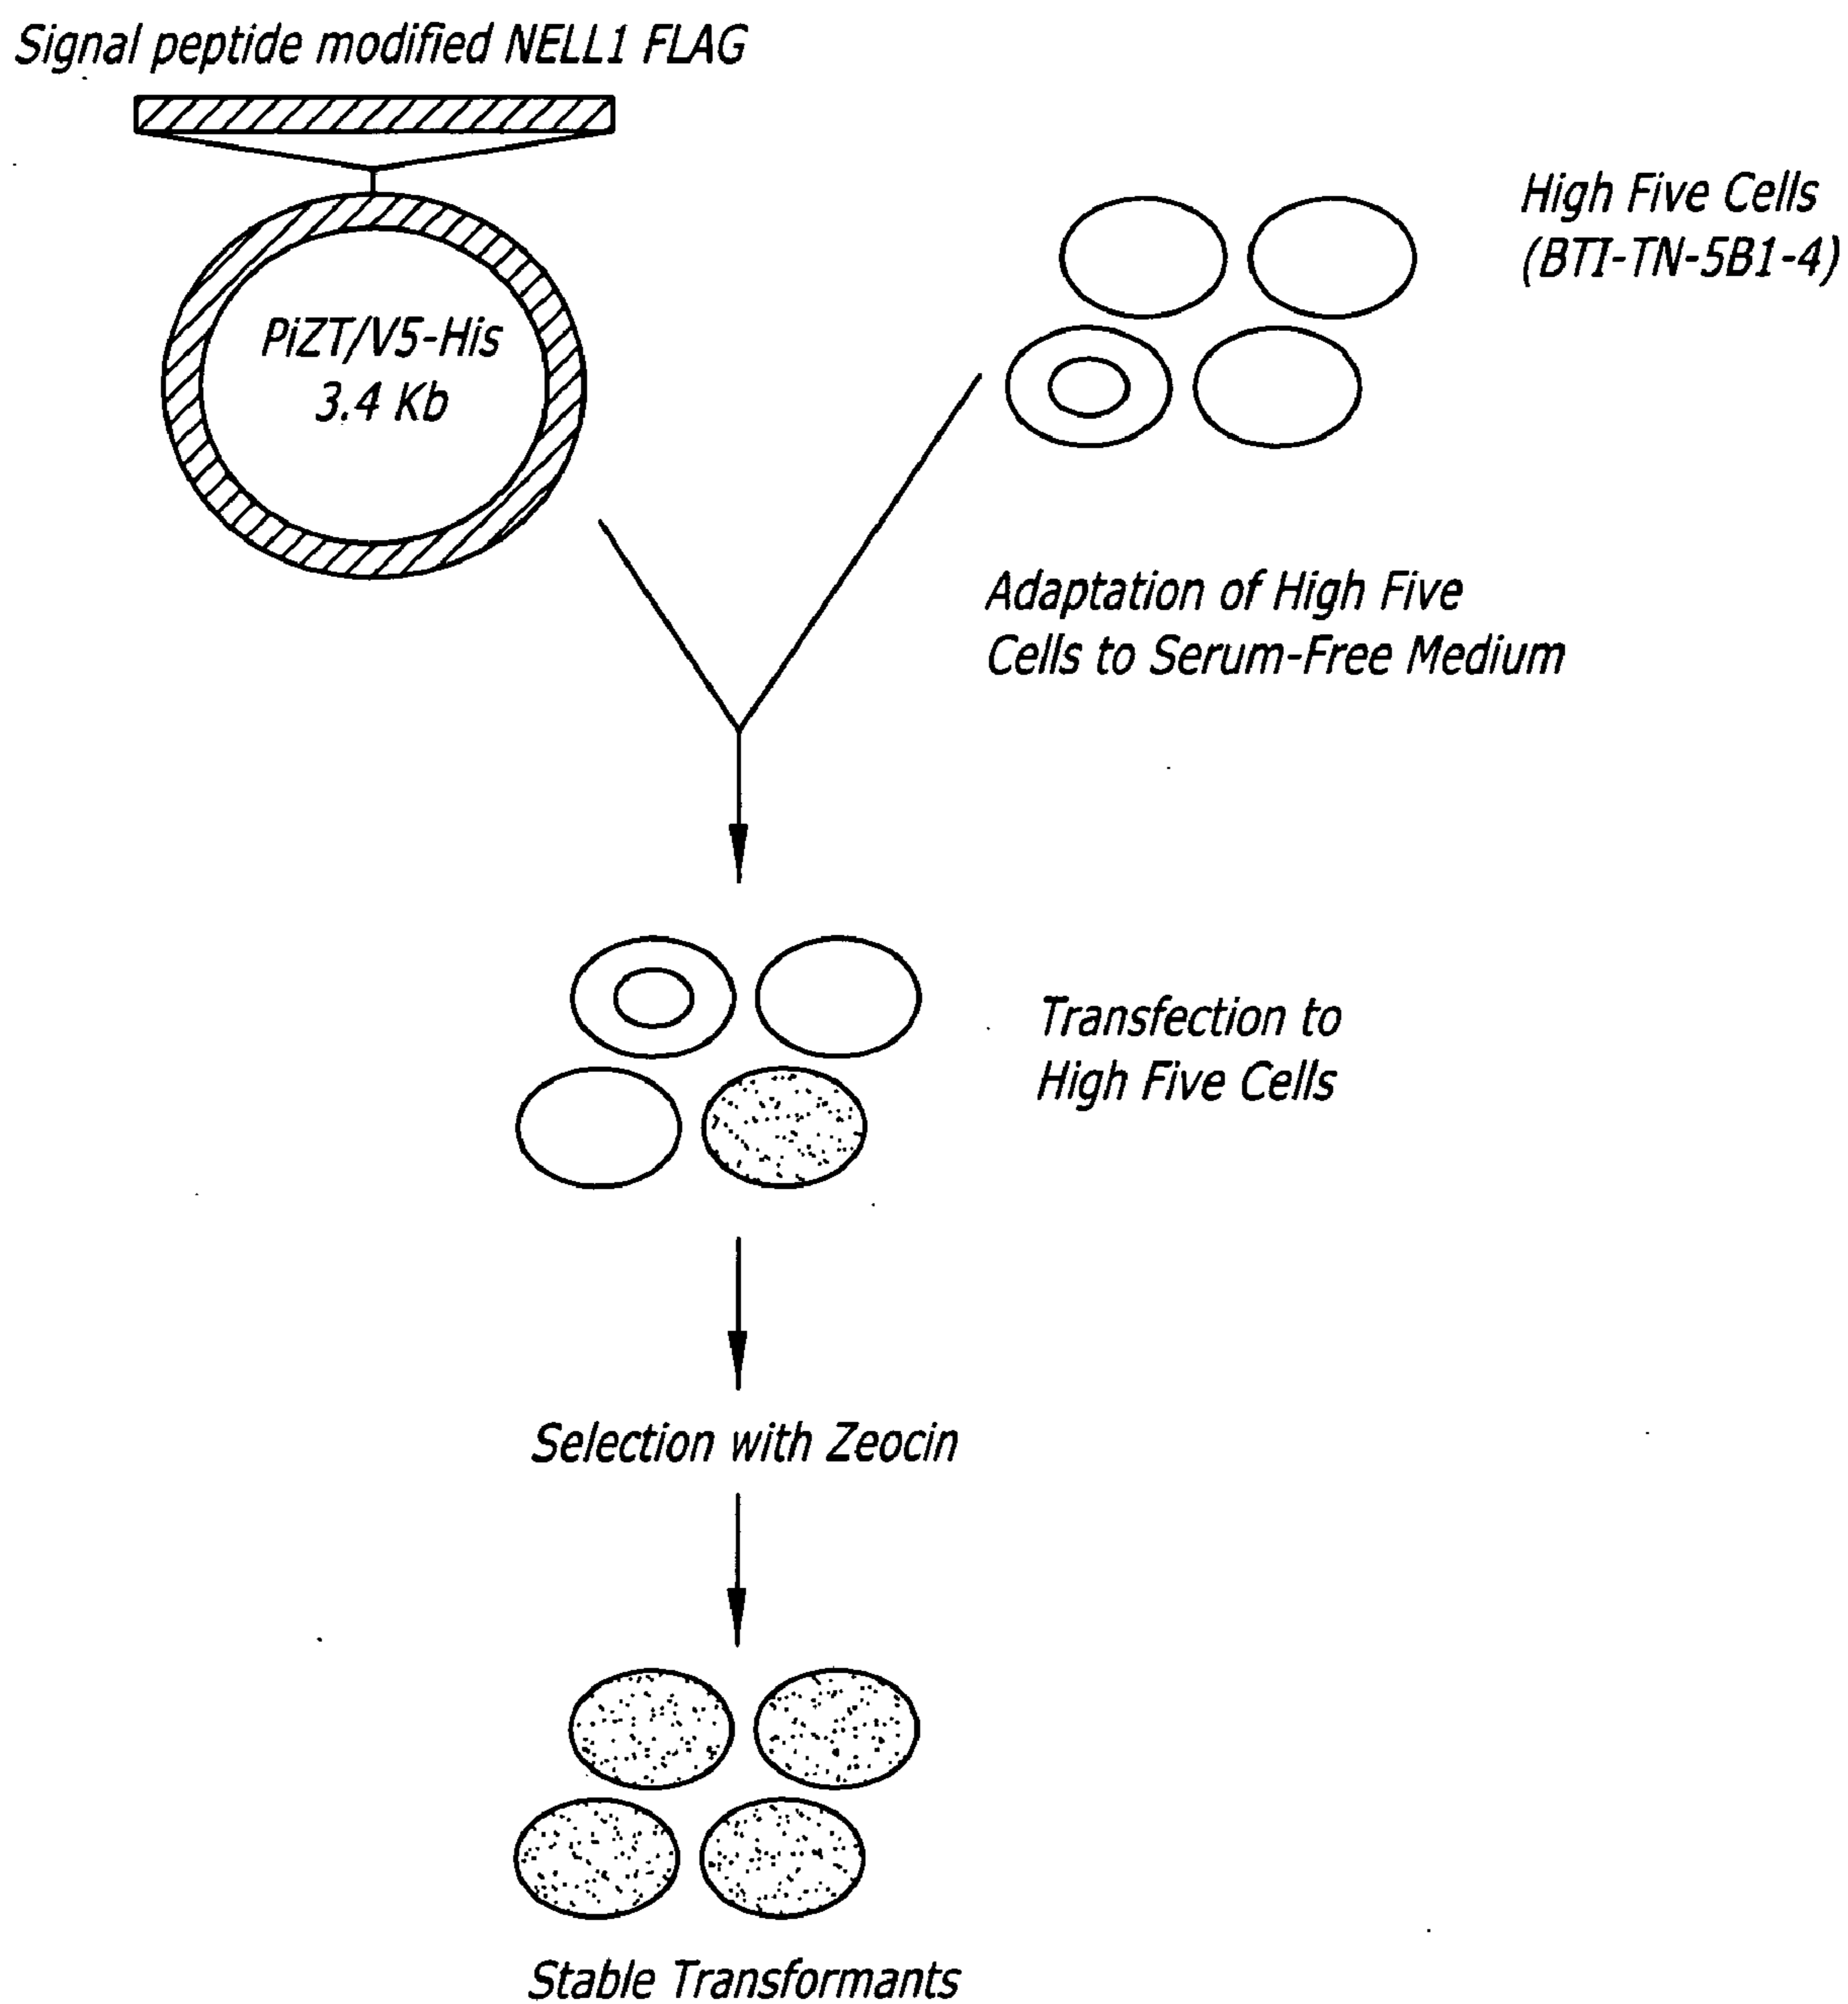 Signal peptide modified NELL1 FLAG
PiZT/V5-His
3.4 Kb
High Five Cells
(BTI-TN-5B1-4)
Adaptation of High Five
Cells to Serum-Free Medium
Transfection to
High Five Cells
Selection with Zeocin
Stable Transformants